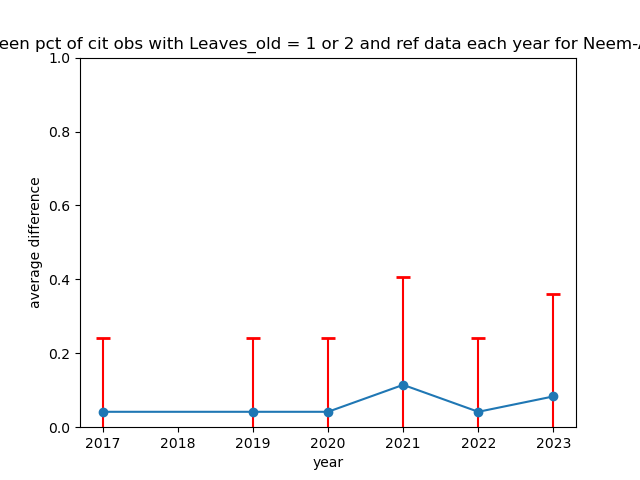 een pct of cit obs with Leaves_old = 1 or 2 and ref data each year for Neem-
1.0
0.8
0.6
0.4
0.2
0.0
average difference
2017 2018 2019 2020 2021 2022 2023
year